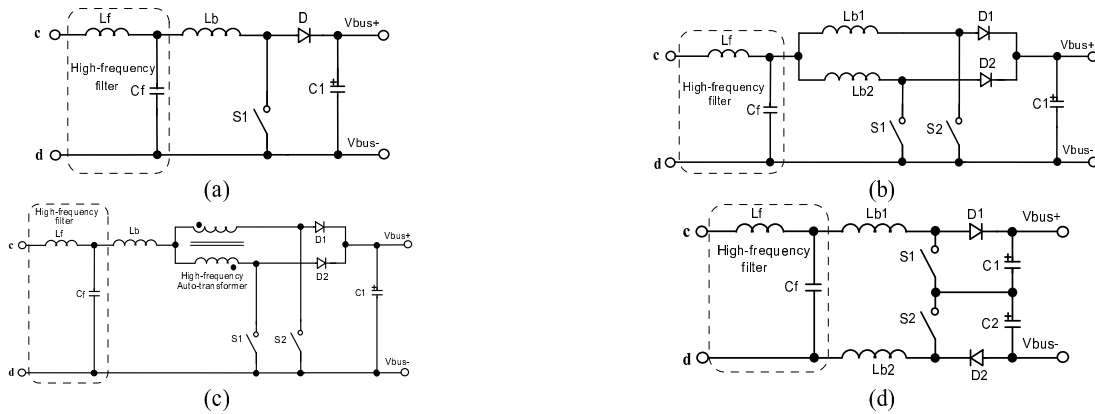 Lf
Lb
D
Vbus+
c
High-frequency
filter
Cf
S1
C1
+
d
Vbus-
(a)
Lb1
D1
Lf
Vbus+
c
D2
High-frequency
filter
Lb2
Cf
S1
S2
C1
+
d
Vbus-
(b)
High-frequency
filter
Lf
Lb
D1
Vbus+
c
D2
High-frequency
Auto-transformer
Cf
C1
+
S1
S2
Vbus-
d
(c)
Lf
Lb1
D1
Vbus+
c
High-frequency
filter
S1
C1
+
Cf
S2
C2
+
Vbus-
d
Lb2
D2
(d)